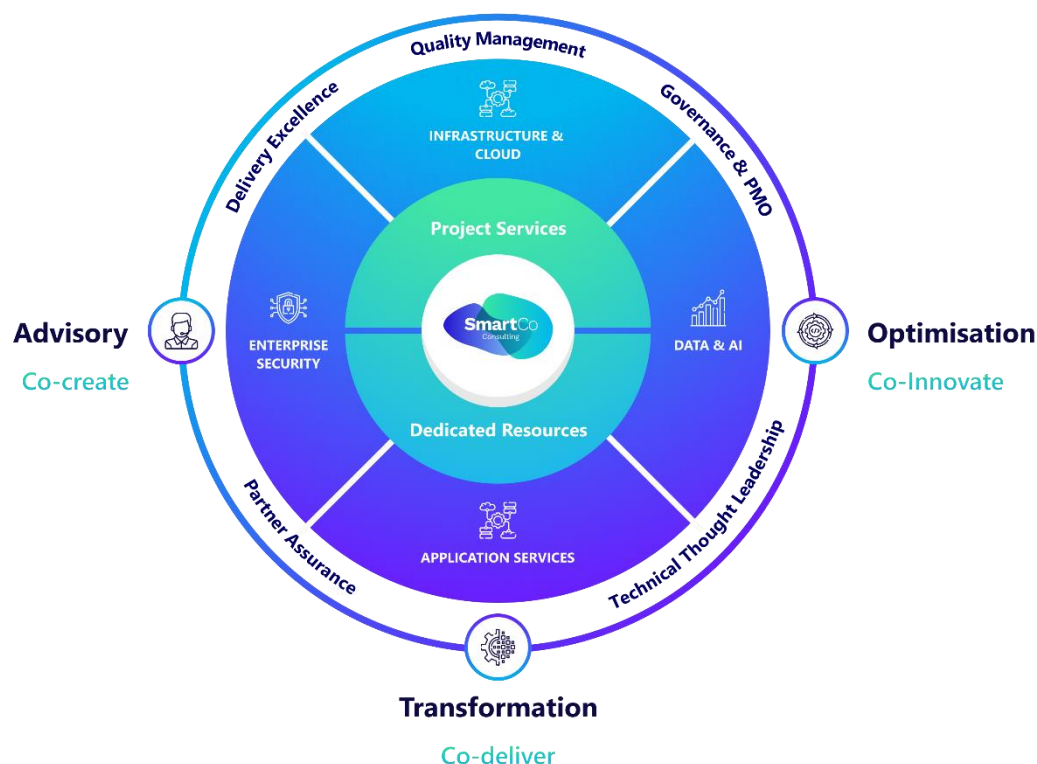 Quality Management
Delivery Excellence
Governance & PMO
INFRASTRUCTURE &
CLOUD
Project Services
SmartCo
Consulting
ENTERPRISE
SECURITY
DATA & AI
Advisory
Co-create
Optimisation
Co-Innovate
Dedicated Resources
APPLICATION SERVICES
Partner Assurance
Technical Thought Leadership
Transformation
Co-deliver